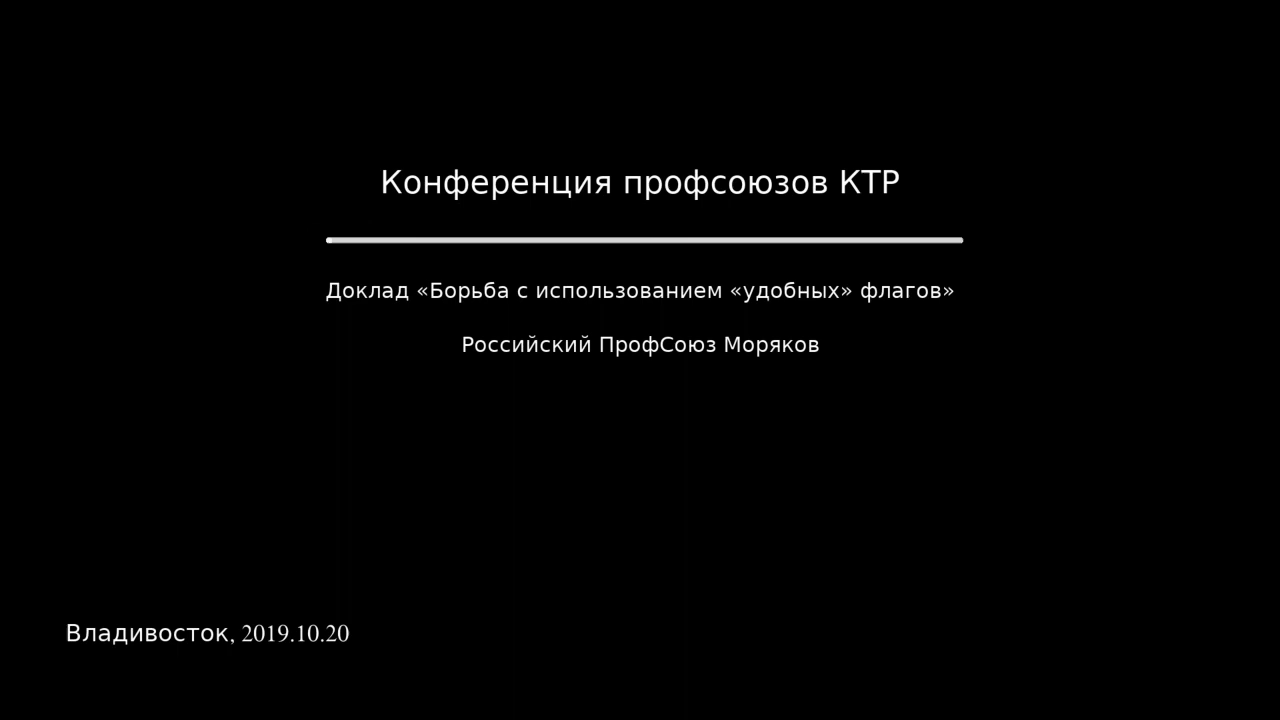 Конференция профсоюзов КТР
Доклад «Борьба с использованием «удобных» флагов»
Российский ПрофСоюз Моряков
Владивосток, 2019.10.20